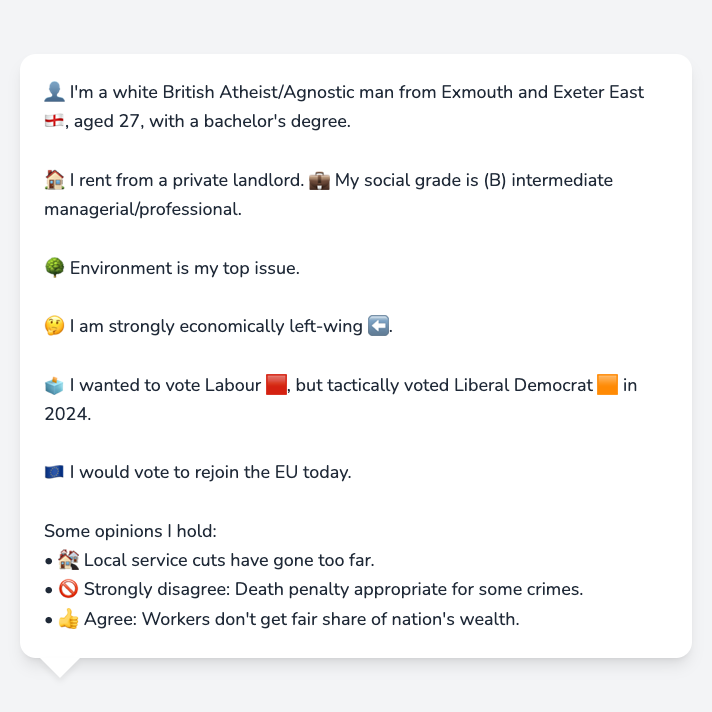 👤 I'm a white British Atheist/Agnostic man from Exmouth and Exeter East
🏴󠁧󠁢󠁥󠁮󠁧󠁿, aged 27, with a bachelor's degree.
🏠 I rent from a private landlord. 💼 My social grade is (B) intermediate
managerial/professional.
🌳 Environment is my top issue.
🤔 I am strongly economically left-wing ⬅️.
🗳️ I wanted to vote Labour 🟥, but tactically voted Liberal Democrat 🟧 in
2024.
🇪🇺 I would vote to rejoin the EU today.
Some opinions I hold:
• 🏚️ Local service cuts have gone too far.
• 🚫 Strongly disagree: Death penalty appropriate for some crimes.
• 👍 Agree: Workers don't get fair share of nation's wealth.